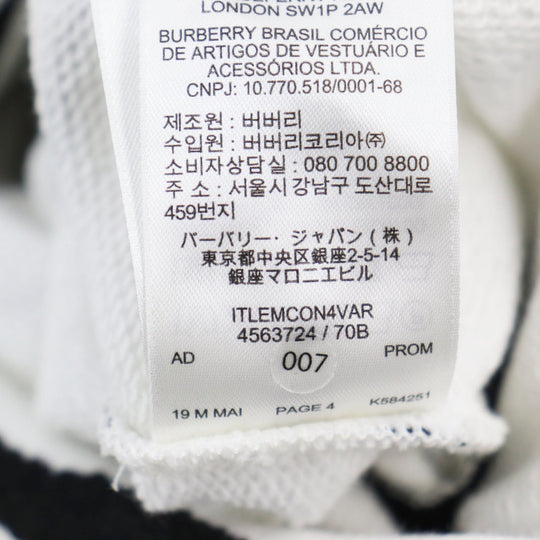 LONDON SW1P 2AW
BURBERRY BRASIL COMÉRCIO
DE ARTIGOS DE VESTUÁRIO E
ACESSÓRIOS LTDA.
CNPJ: 10.770.518/0001-68
제조원 : 버버리
수입원 : 버버리코리아㈜
소비자상담실 : 080 700 8800
주 소 : 서울시 강남구 도산대로
459번지
バーバリー・ジャパン ( 株 )
東京都中央区銀座2-5-14
銀座マロニエビル
ITLEMCON4VAR
4563724 / 70B
AD 007 PROM
19 M MAI PAGE 4 K584251